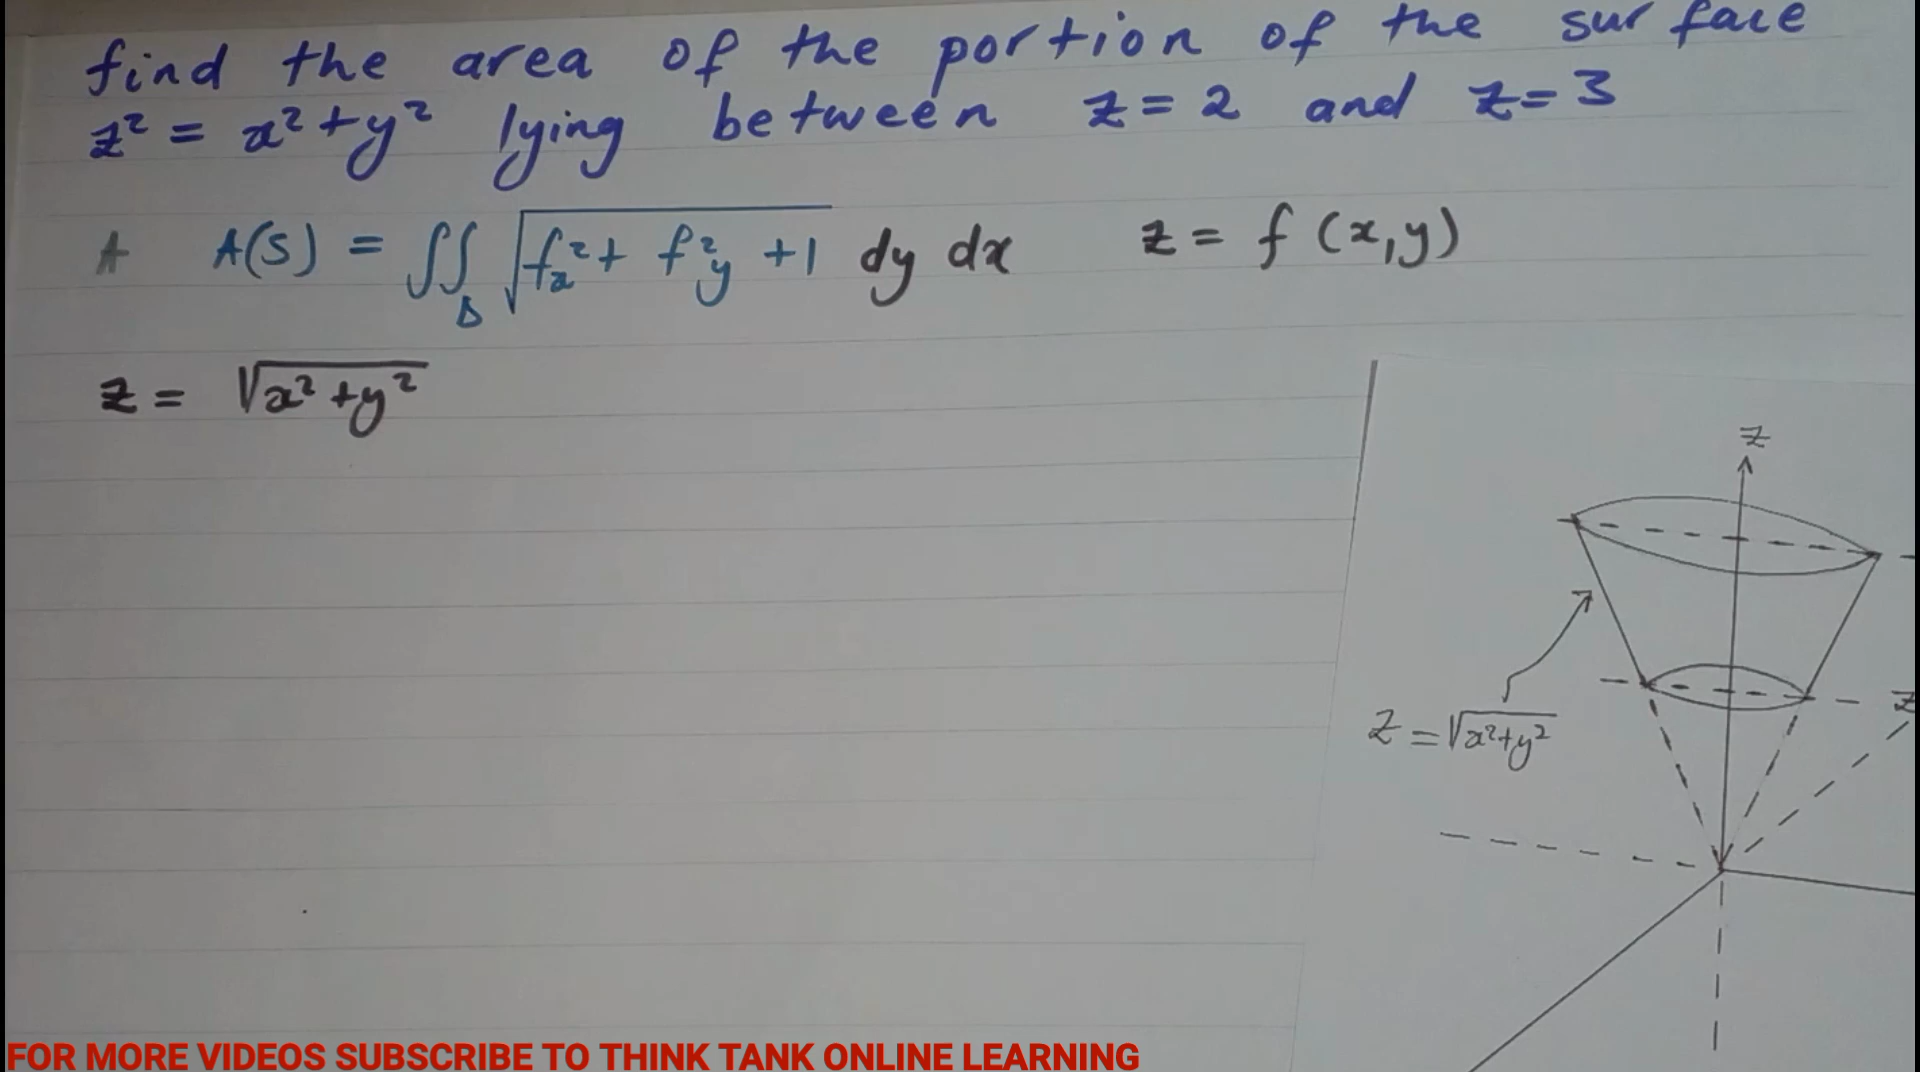 find the area of the portion of the surface
z² = x²+y² lying between z=2 and z=3
A A(S) = ∬_D √(f_x² + f²_y + 1) dy dx z = f (x,y)
z = √(x²+y²)
z
z
z = √(x²+y²)
FOR MORE VIDEOS SUBSCRIBE TO THINK TANK ONLINE LEARNING